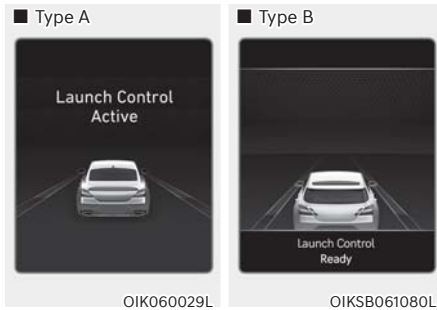 ■ Type A
Launch Control
Active
OIK060029L
■ Type B
Launch Control
Ready
OIKSB061080L